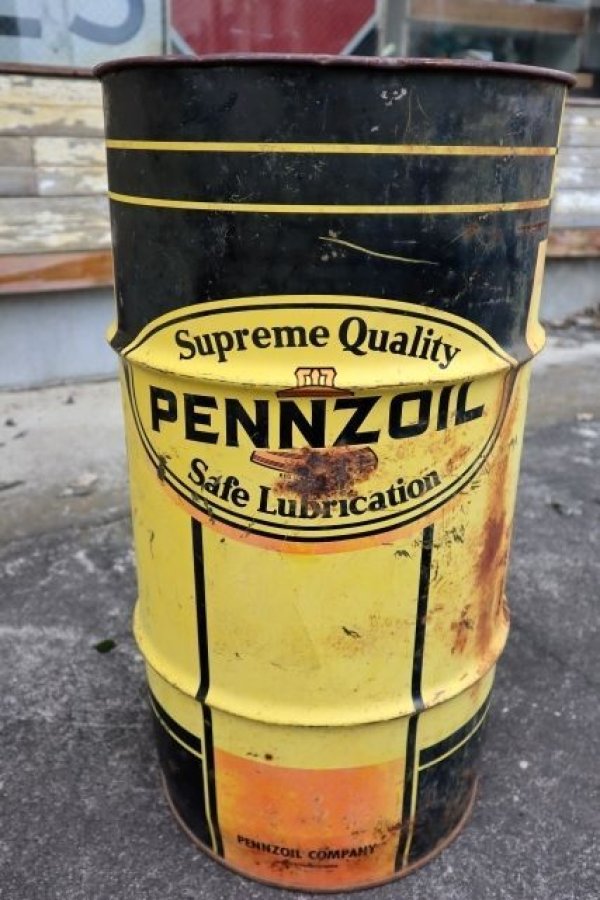 Supreme Quality
PENNZOIL
Safe Lubrication
PENNZOIL COMPANY